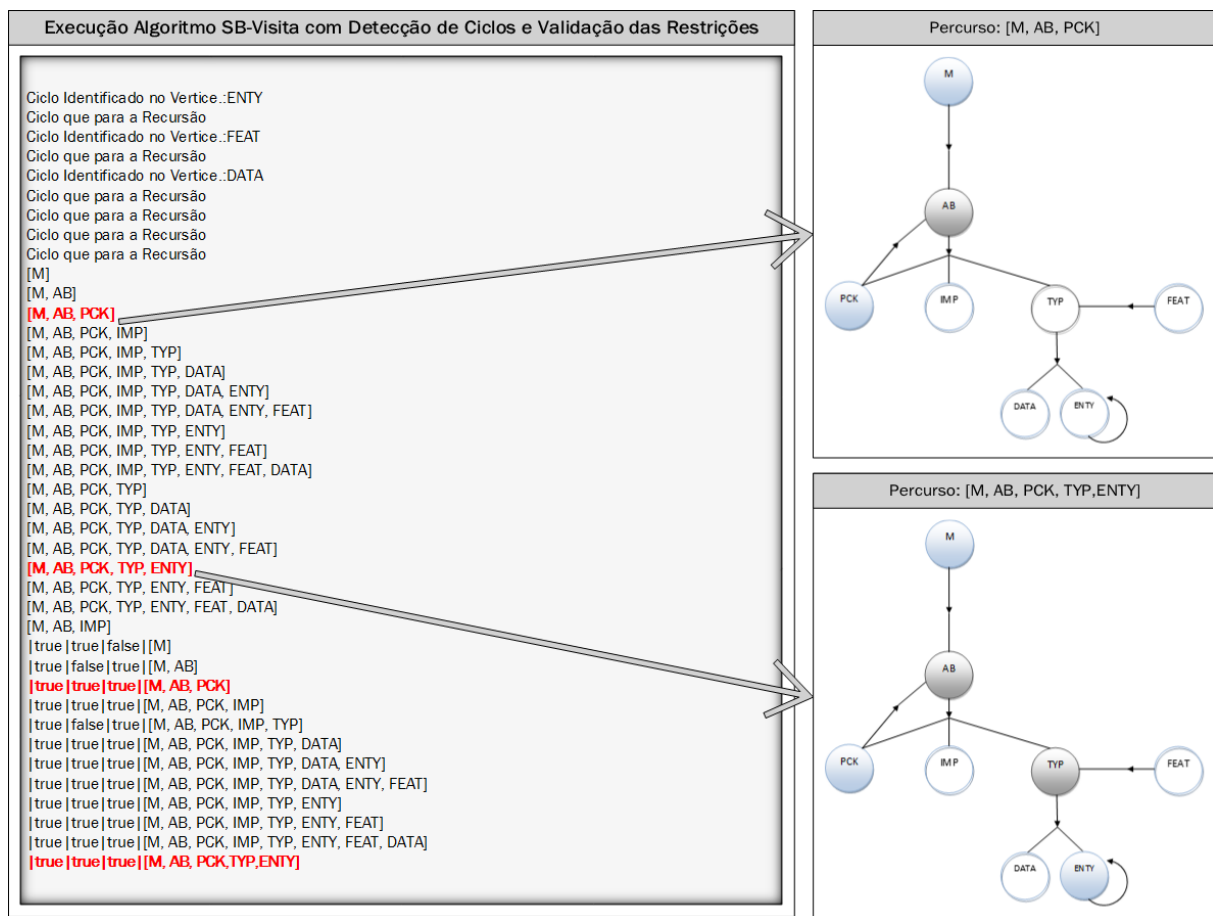 Execução Algoritmo SB-Visita com Detecção de Ciclos e Validação das Restrições
Ciclo Identificado no Vertice.:ENTY
Ciclo que para a Recursão
Ciclo Identificado no Vertice.:FEAT
Ciclo que para a Recursão
Ciclo Identificado no Vertice.:DATA
Ciclo que para a Recursão
Ciclo que para a Recursão
Ciclo que para a Recursão
Ciclo que para a Recursão
[M]
[M, AB]
[M, AB, PCK]
[M, AB, PCK, IMP]
[M, AB, PCK, IMP, TYP]
[M, AB, PCK, IMP, TYP, DATA]
[M, AB, PCK, IMP, TYP, DATA, ENTY]
[M, AB, PCK, IMP, TYP, DATA, ENTY, FEAT]
[M, AB, PCK, IMP, TYP, ENTY]
[M, AB, PCK, IMP, TYP, ENTY, FEAT]
[M, AB, PCK, IMP, TYP, ENTY, FEAT, DATA]
[M, AB, PCK, TYP]
[M, AB, PCK, TYP, DATA]
[M, AB, PCK, TYP, DATA, ENTY]
[M, AB, PCK, TYP, DATA, ENTY, FEAT]
[M, AB, PCK, TYP, ENTY]
[M, AB, PCK, TYP, ENTY, FEAT]
[M, AB, PCK, TYP, ENTY, FEAT, DATA]
[M, AB, IMP]
|true|true|false|[M]
|true|false|true|[M, AB]
|true|true|true|[M, AB, PCK]
|true|true|true|[M, AB, PCK, IMP]
|true|false|true|[M, AB, PCK, IMP, TYP]
|true|true|true|[M, AB, PCK, IMP, TYP, DATA]
|true|true|true|[M, AB, PCK, IMP, TYP, DATA, ENTY]
|true|true|true|[M, AB, PCK, IMP, TYP, DATA, ENTY, FEAT]
|true|true|true|[M, AB, PCK, IMP, TYP, ENTY]
|true|true|true|[M, AB, PCK, IMP, TYP, ENTY, FEAT]
|true|true|true|[M, AB, PCK, IMP, TYP, ENTY, FEAT, DATA]
|true|true|true|[M, AB, PCK,TYP,ENTY]
Percurso: [M, AB, PCK]
M
AB
PCK IMP TYP FEAT
DATA ENTY
Percurso: [M, AB, PCK, TYP,ENTY]
M
AB
PCK IMP TYP FEAT
DATA ENTY